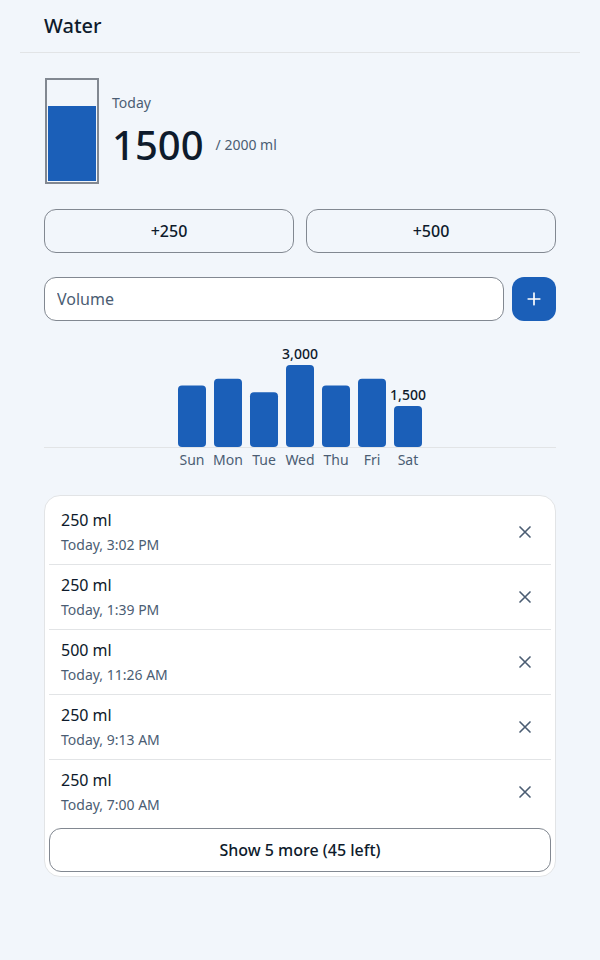 Water
Today
1500 / 2000 ml
+250
+500
Volume
3,000
1,500
Sun Mon Tue Wed Thu Fri Sat
250 ml
Today, 3:02 PM
250 ml
Today, 1:39 PM
500 ml
Today, 11:26 AM
250 ml
Today, 9:13 AM
250 ml
Today, 7:00 AM
Show 5 more (45 left)